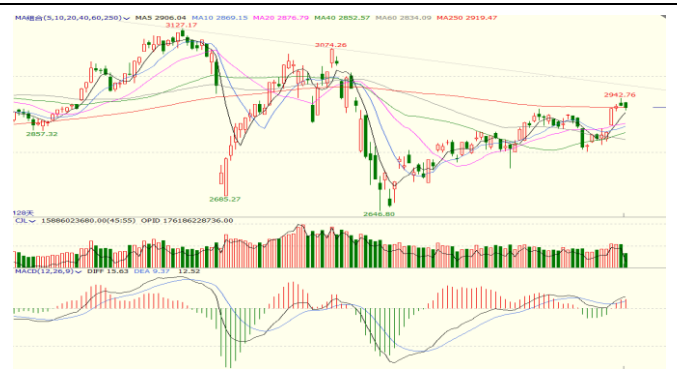 MA组合(5,10,20,40,60,250) MA5 2906.04 MA10 2869.15 MA20 2876.79 MA40 2852.57 MA60 2834.09 MA250 2919.47
3127.17
3074.26
2942.76
2857.32
2685.27
2646.80
128天
CJL 15886023680.00(45:55) OPID 176186228736.00
MACD(12,26,9) DIFF 15.63 DEA 9.37 12.52